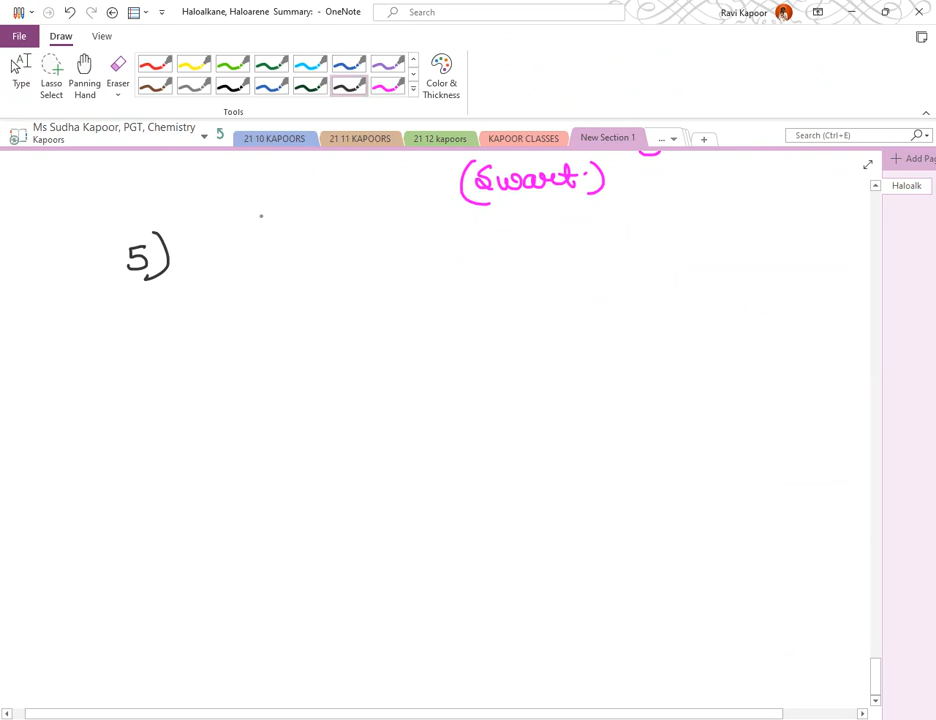 Haloalkane, Haloarene Summary: - OneNote
Search
Ravi Kapoor
File
Draw
View
Type
Lasso Select
Panning Hand
Eraser
Color & Thickness
Tools
Ms Sudha Kapoor, PGT, Chemistry
Kapoors
21 10 KAPOORS
21 11 KAPOORS
21 12 kapoors
KAPOOR CLASSES
New Section 1
...
Search (Ctrl+E)
Add Pag
Haloalk
(Swart.)
5)